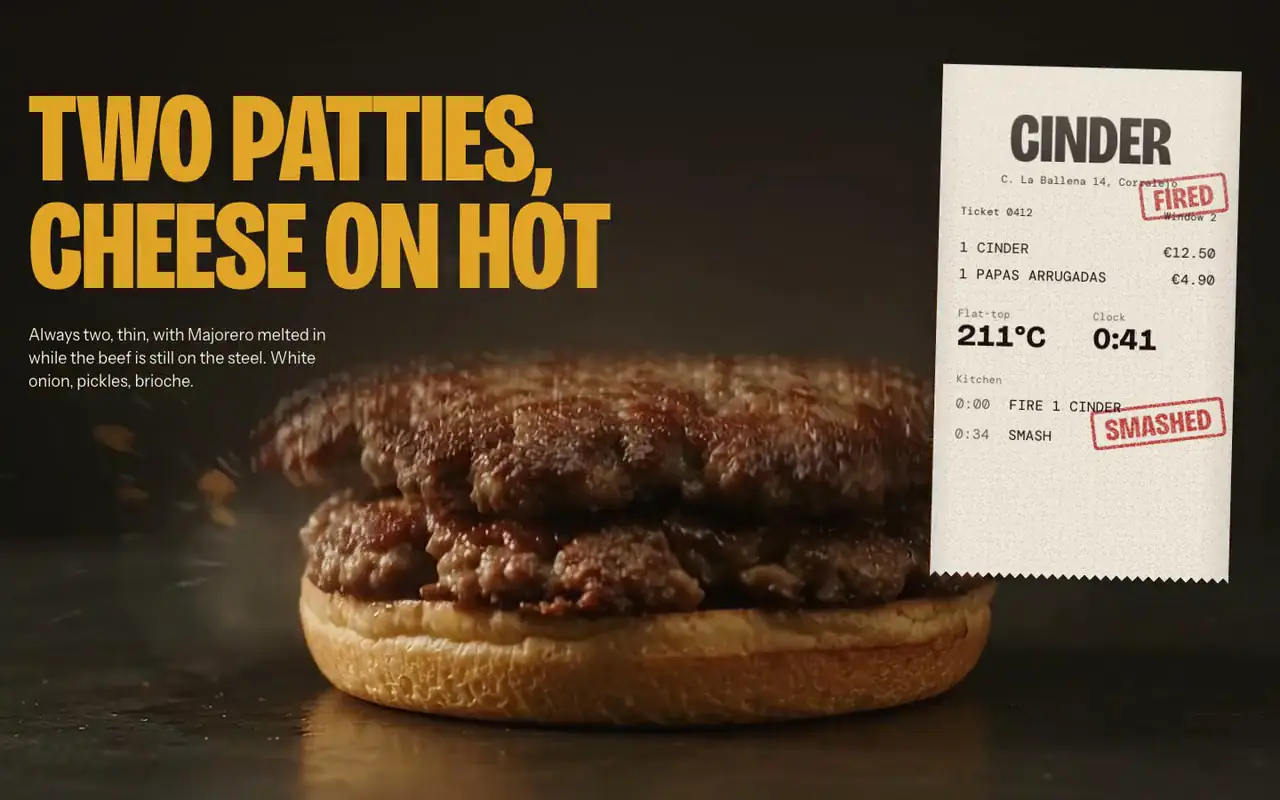 TWO PATTIES,
CHEESE ON HOT
Always two, thin, with Majorero melted in
while the beef is still on the steel. White
onion, pickles, brioche.
CINDER
C. La Ballena 14, Corralejo
FIRED
Ticket 0412
Window 2
1 CINDER €12.50
1 PAPAS ARRUGADAS €4.90
Flat-top Clock
211°C 0:41
Kitchen
0:00 FIRE 1 CINDER
0:34 SMASH
SMASHED